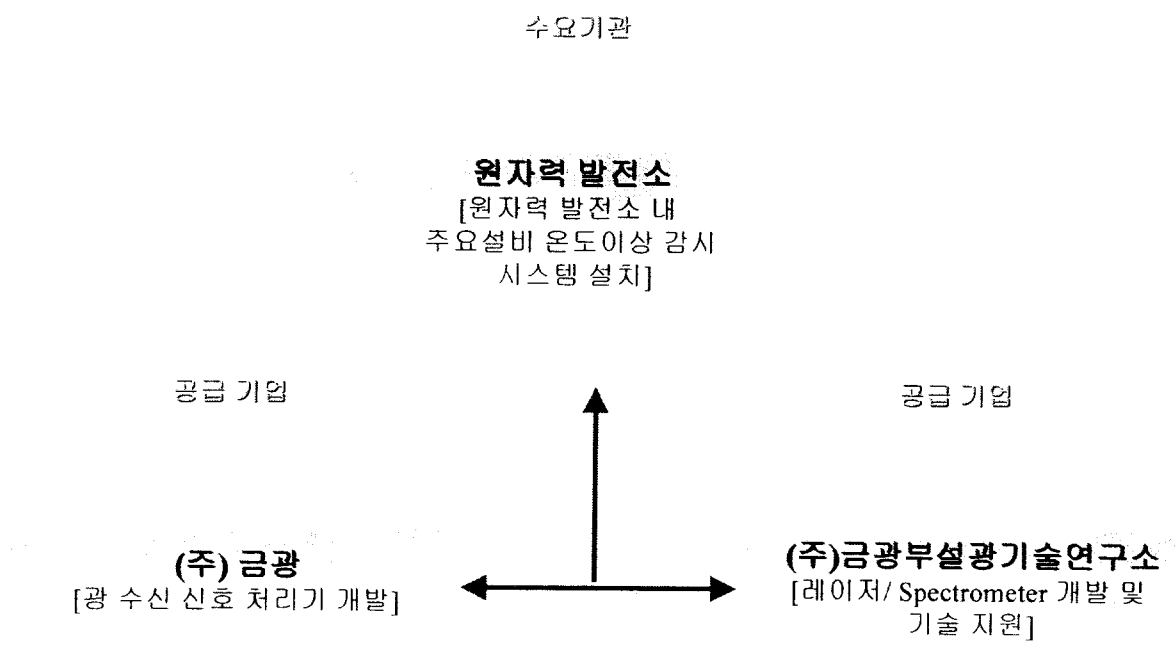 수요기관
원자력 발전소
[원자력 발전소 내
주요설비 온도이상 감시
시스템 설치]
공급 기업
공급 기업
(주) 금광
[광 수신 신호 처리기 개발]
(주)금광부설광기술연구소
[레이저/ Spectrometer 개발 및
기술 지원]